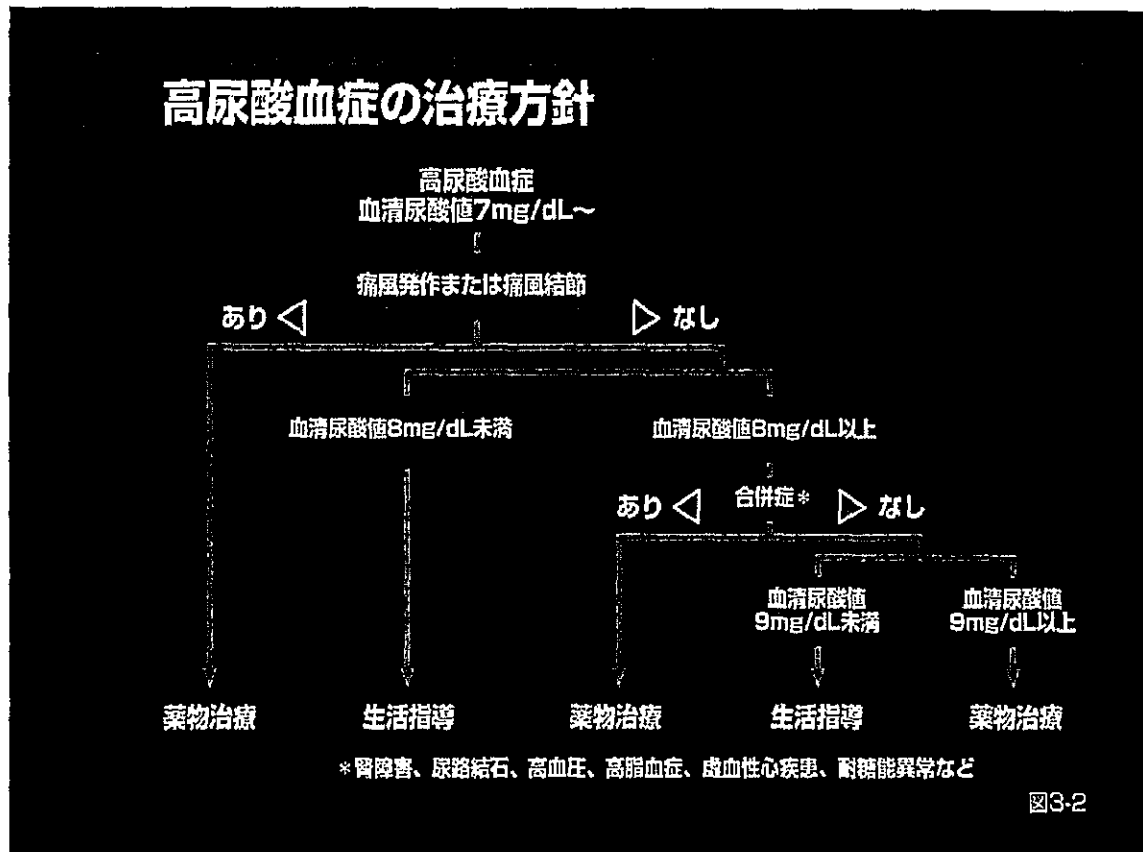 高尿酸血症の治療方針
高尿酸血症
血清尿酸値7mg/dL〜
痛風発作または痛風結節
あり
なし
血清尿酸値8mg/dL未満
血清尿酸値8mg/dL以上
あり
合併症*
なし
血清尿酸値
9mg/dL未満
血清尿酸値
9mg/dL以上
薬物治療
生活指導
薬物治療
生活指導
薬物治療
*腎障害、尿路結石、高血圧、高脂血症、虚血性心疾患、耐糖能異常など
図3-2